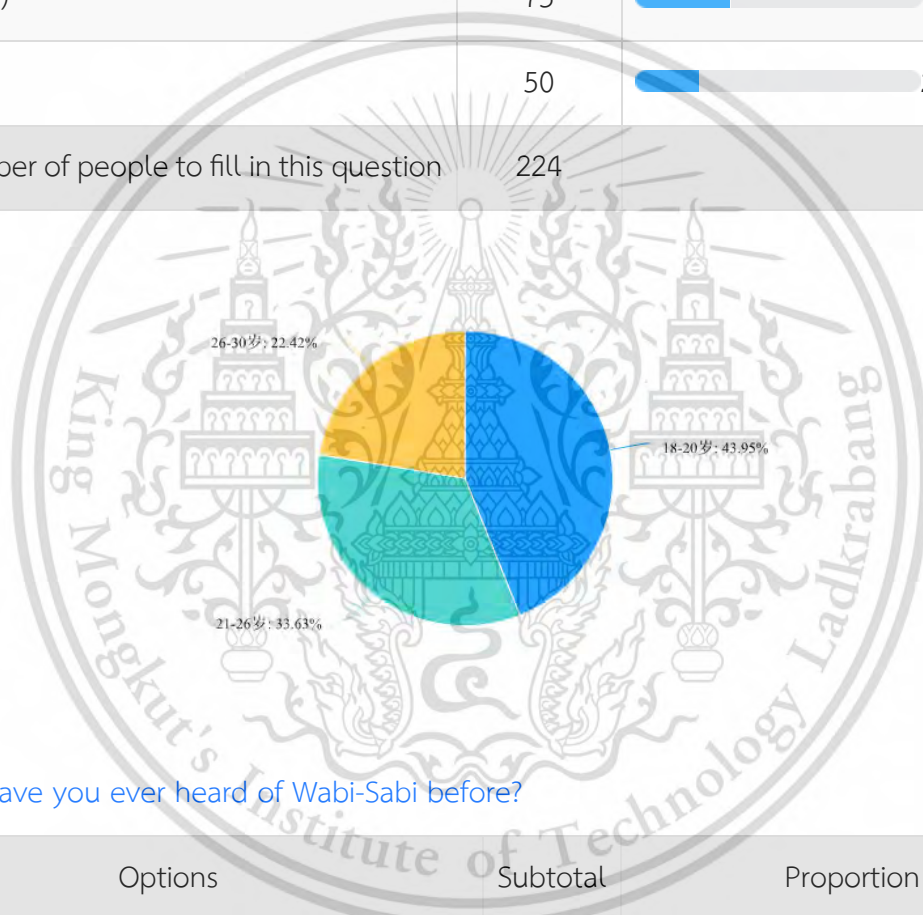 50
ber of people to fill in this question 224
26-30岁: 22.42%
18-20岁: 43.95%
21-26岁: 33.63%
King Mongkut's Institute of Technology Ladkrabang
ave you ever heard of Wabi-Sabi before?
Options Subtotal Proportion